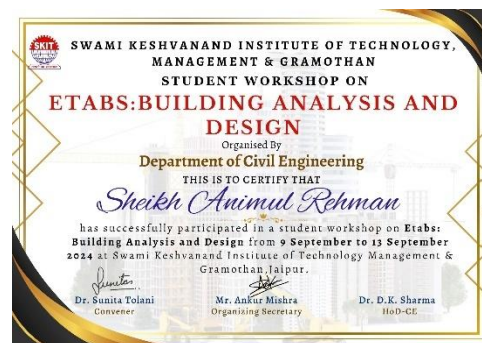 SKIT
SWAMI KESHVANAND INSTITUTE OF TECHNOLOGY,
MANAGEMENT & GRAMOTHAN
STUDENT WORKSHOP ON
ETABS:BUILDING ANALYSIS AND
DESIGN
Organised By
Department of Civil Engineering
THIS IS TO CERTIFY THAT
Sheikh Animul Rehman
has successfully participated in a student workshop on Etabs:
Building Analysis and Design from 9 September to 13 September
2024 at Swami Keshvanand Institute of Technology Management &
Gramothan,Jaipur.
Sunita
Dr. Sunita Tolani Mr. Ankur Mishra Dr. D.K. Sharma
Convener Organizing Secretary HoD-CE